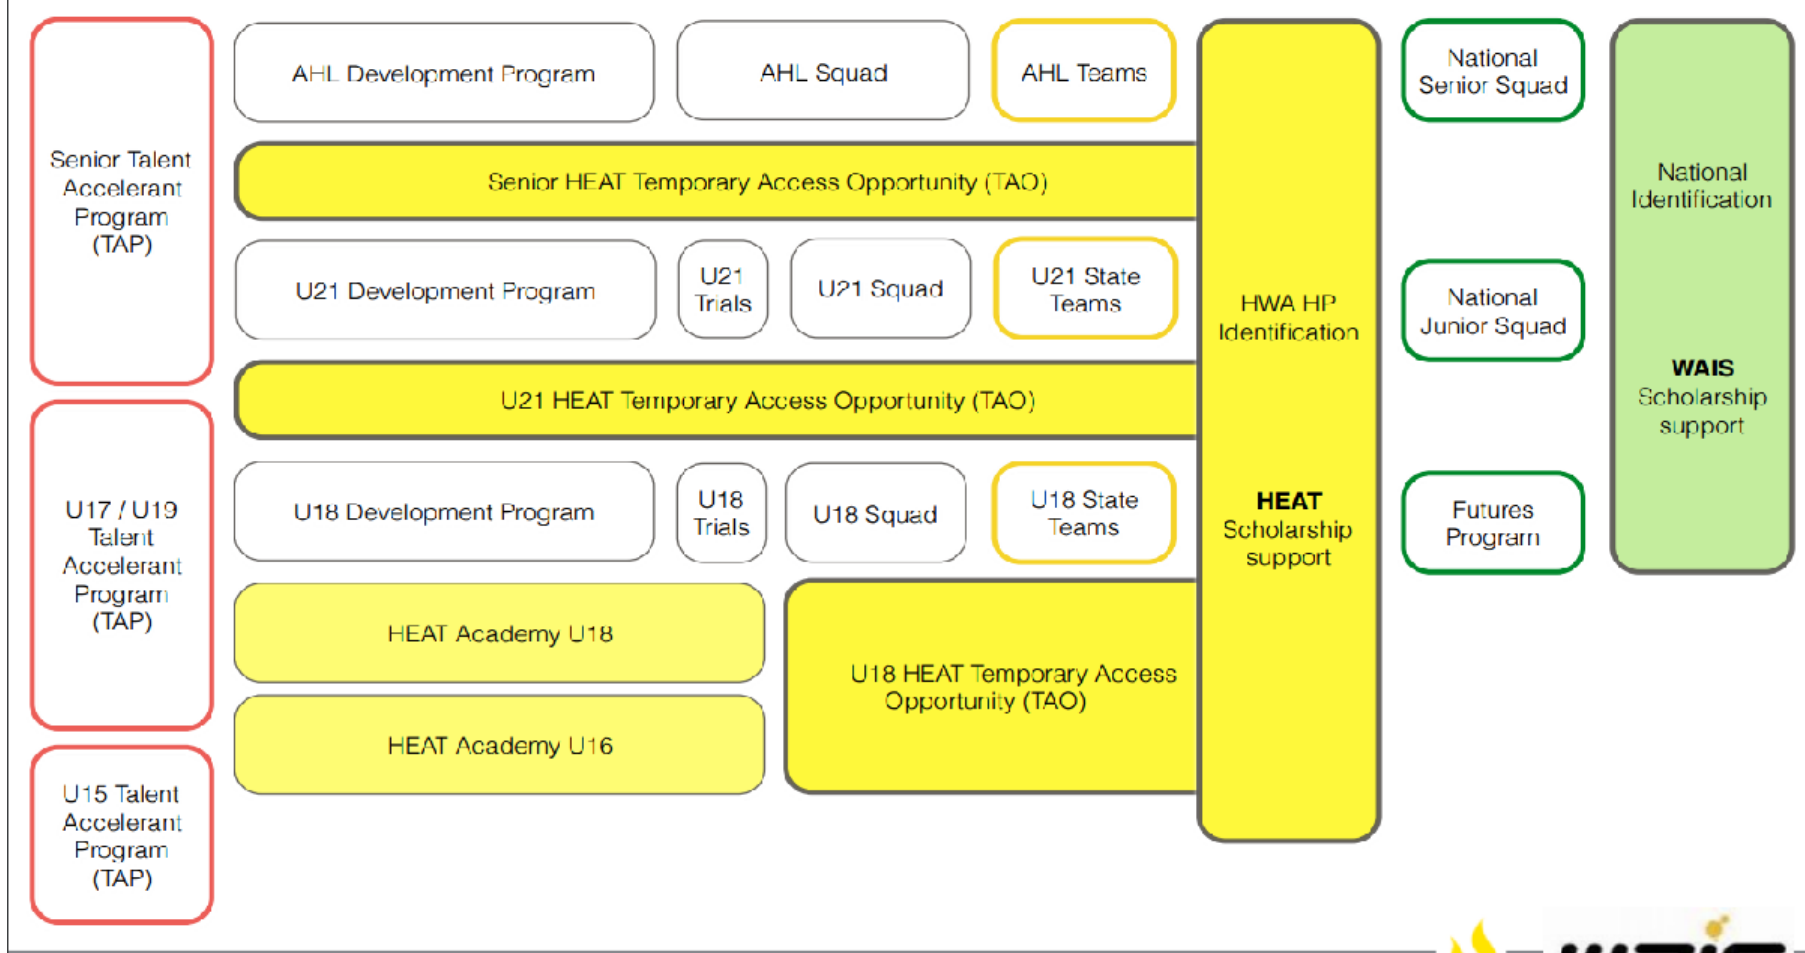 Senior Talent
Accelerant
Program
(TAP)
U17 / U19
Talent
Accelerant
Program
(TAP)
U15 Talent
Accelerant
Program
(TAP)
AHL Development Program
AHL Squad
AHL Teams
Senior HEAT Temporary Access Opportunity (TAO)
U21 Development Program
U21
Trials
U21 Squad
U21 State
Teams
U21 HEAT Temporary Access Opportunity (TAO)
U18 Development Program
U18
Trials
U18 Squad
U18 State
Teams
HEAT Academy U18
HEAT Academy U16
U18 HEAT Temporary Access
Opportunity (TAO)
HWA HP
Identification
HEAT
Scholarship
support
National
Senior Squad
National
Junior Squad
Futures
Program
National
Identification
WAIS
Scholarship
support